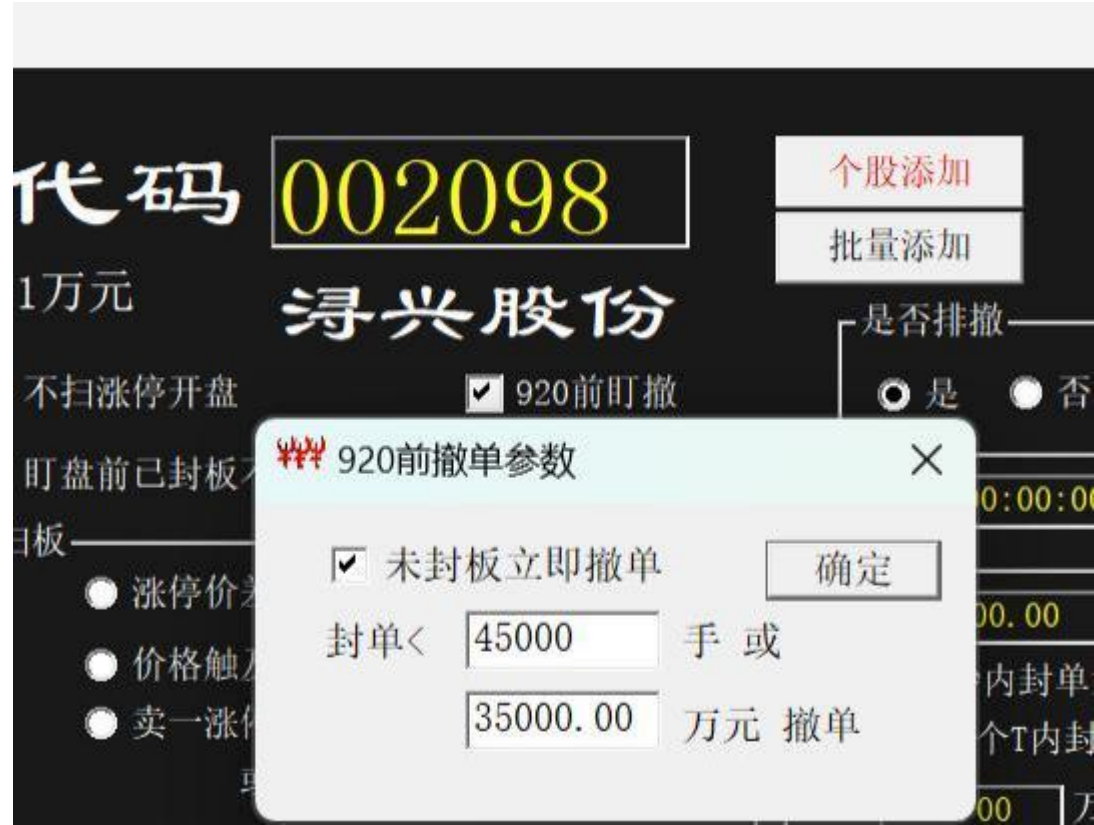 代码 002098
个股添加
批量添加
1万元
浔兴股份
是否排撤
不扫涨停开盘
920前盯撤
是 否
盯盘前已封板
920前撤单参数
板
未封板立即撤单
确定
涨停价
封单< 45000 手 或
00.00
价格触
内封单
35000.00 万元 撤单
卖一涨
个T内封
00